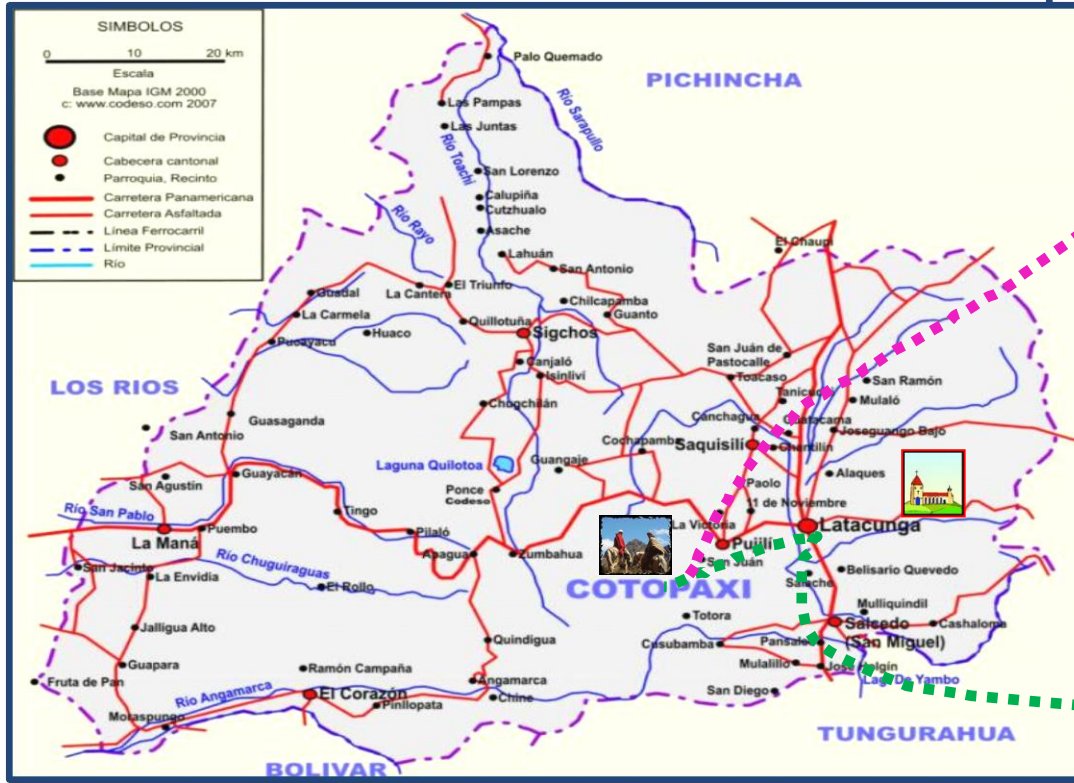 SIMBOLOS
0 10 20 km
Escala
Base Mapa IGM 2000
c: www.codeso.com 2007
Capital de Provincia
Cabecera cantonal
Parroquia, Recinto
Carretera Panamericana
Carretera Asfaltada
Línea Ferrocarril
Límite Provincial
Río
Palo Quemado
PICHINCHA
Las Pampas
Río Sarapullo
Las Juntas
Río Toachi
San Lorenzo
Calupiña
Cutzhualo
Río Rayo
Asache
El Chaupi
Lahuán
San Antonio
La Cantera
El Triunfo
Guadal
Chilcapamba
La Carmela
Guanto
Quillotuña
Huaco
Sigchos
Pucayacu
San Juán de
Pastocalle
Canjaló
Isinliví
Toacaso
San Ramón
LOS RIOS
Tanicuchi
Mulaló
Chogchilán
Guasaganda
Canchagua
Joseguango Bajo
San Antonio
Cochapamba
Saquisilí
Laguna Quilotoa
Guangaje
Alaques
Guayacán
San Agustín
Paolo
Ponce
Codeso
11 de Noviembre
Río San Pablo
Tingo
La Victoria
Latacunga
Puembo
Pilaló
La Maná
Pujilí
Apagua
Zumbahua
Río Chuguiraguas
San Juán
San Jacinto
La Envidia
Salache
Belisario Quevedo
El Rollo
COTOPAXI
Mulliquindil
Totora
Jalligua Alto
Salcedo
Cashaloma
Quindigua
Cusubamba
Pansaleo
(San Miguel)
Guapara
Mulalillo
José Holgín
Ramón Campaña
Fruta de Pan
Angamarca
Lago De Yambo
Río Angamarca
El Corazón
San Diego
Chine
Pinllopata
Moraspungo
TUNGURAHUA
BOLIVAR